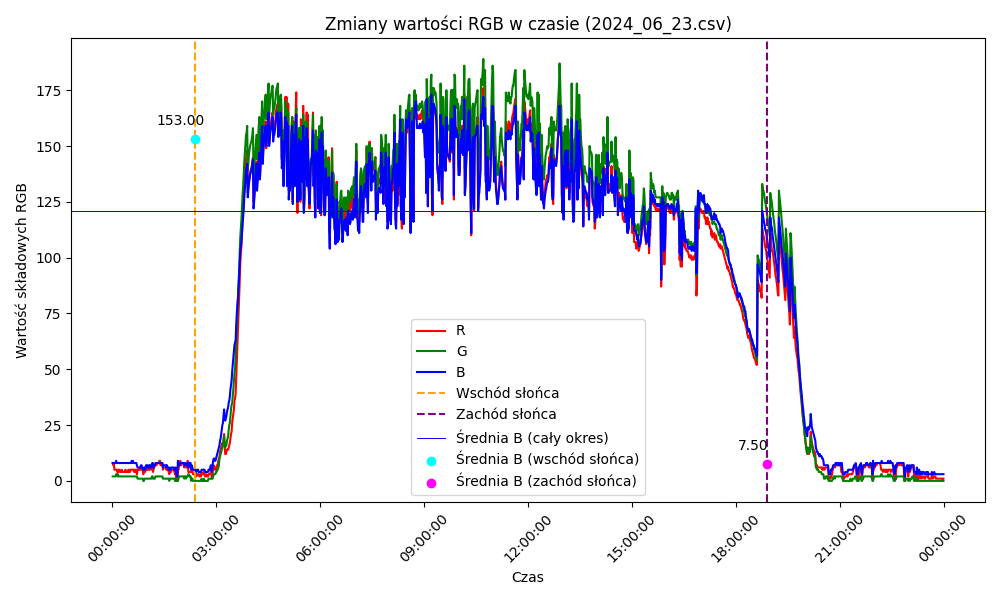 Zmiany wartości RGB w czasie (2024_06_23.csv)
Wartość składowych RGB
175
150
125
100
75
50
25
0
153.00
7.50
R
G
B
Wschód słońca
Zachód słońca
Średnia B (cały okres)
Średnia B (wschód słońca)
Średnia B (zachód słońca)
00:00:00
03:00:00
06:00:00
09:00:00
12:00:00
15:00:00
18:00:00
21:00:00
00:00:00
Czas